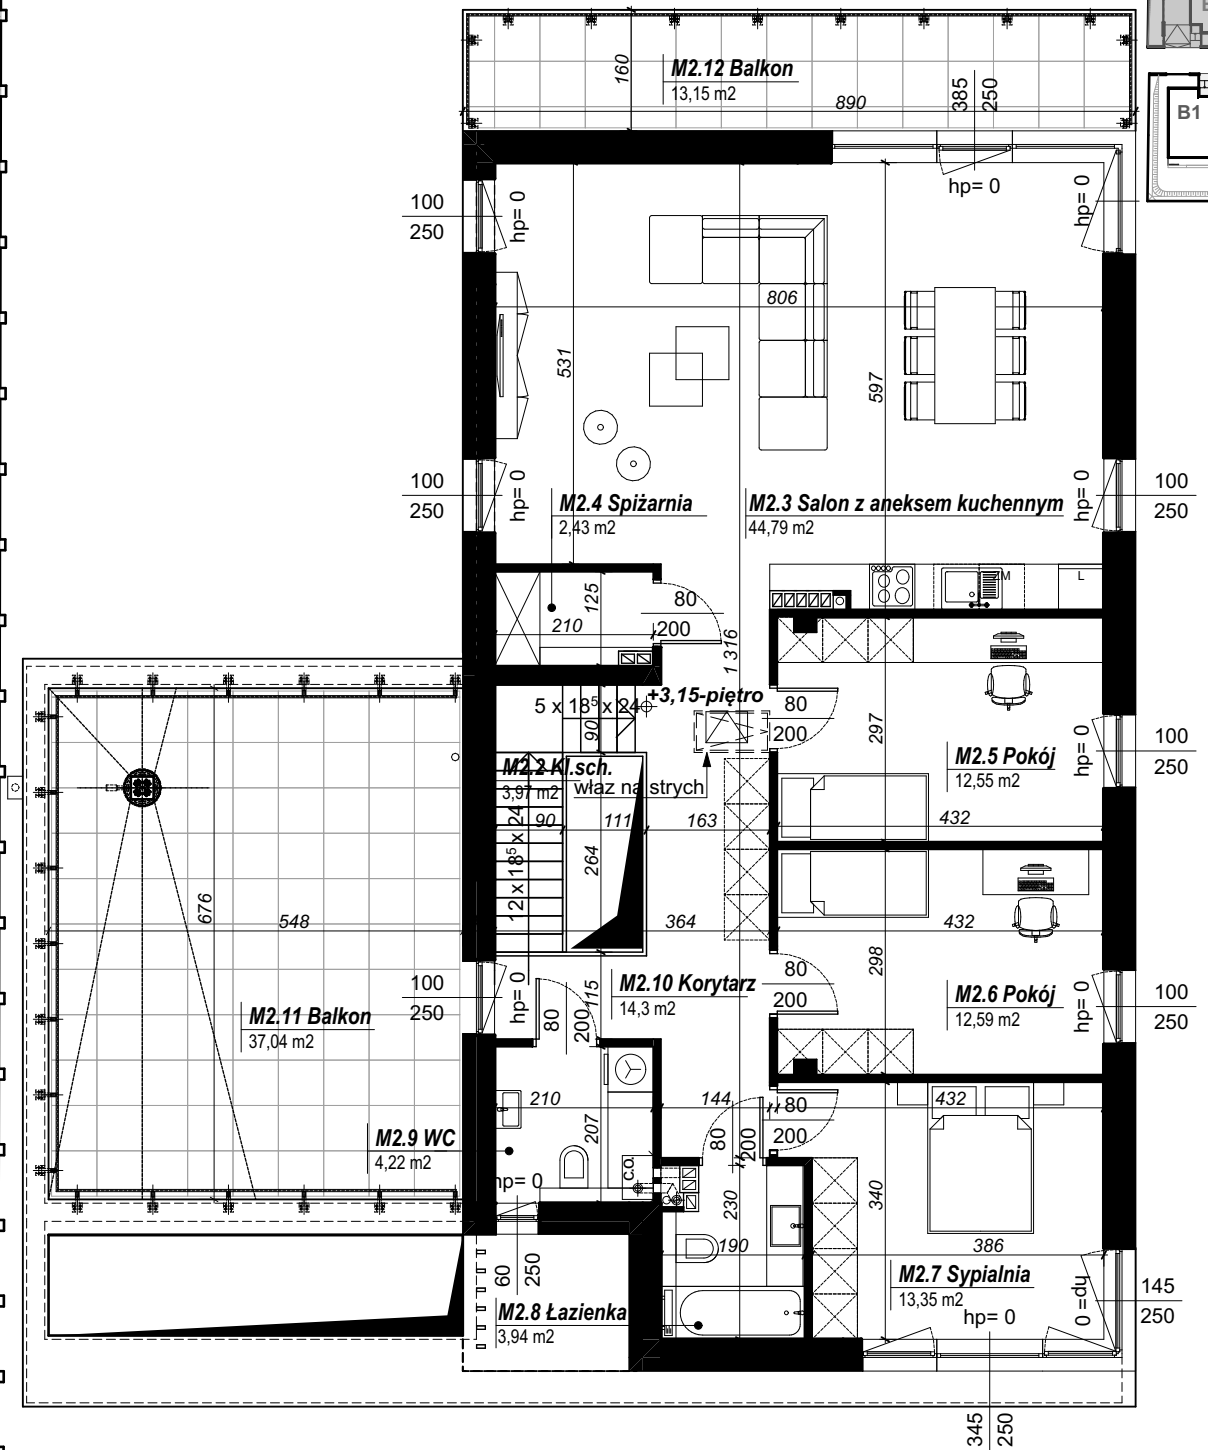 160
M2.12 Balkon
13,15 m2
890
385
250
B1
hp= 0
100
250
hp= 0
hp= 0
806
531
597
100
250
hp= 0
M2.4 Spiżarnia
2,43 m2
M2.3 Salon z aneksem kuchennym
44,79 m2
hp= 0
100
250
ZM
L
125
210
80
200
1 316
5 x 18⁵ x 24
+3,15-piętro
90
80
200
297
M2.5 Pokój
12,55 m2
hp= 0
100
250
M2.2 Kl.sch.
3,97 m2
właz na strych
90
111
163
432
12 x 18⁵ x 24
264
676
548
364
432
298
M2.10 Korytarz
14,3 m2
80
200
M2.6 Pokój
12,59 m2
hp= 0
100
250
100
250
hp= 0
115
80
200
M2.11 Balkon
37,04 m2
210
144
80
200
432
207
80
200
M2.9 WC
4,22 m2
c.o.
hp= 0
230
340
190
386
60
250
M2.7 Sypialnia
13,35 m2
hp= 0
hp= 0
145
250
M2.8 Łazienka
3,94 m2
345
250